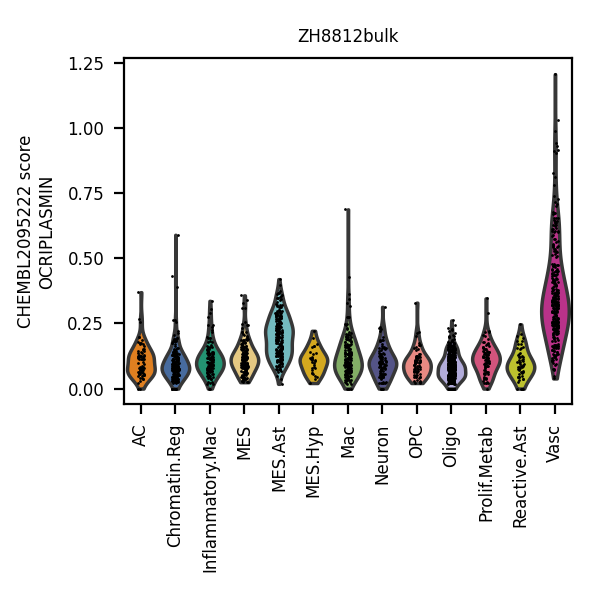 ZH8812bulk
CHEMBL2095222 score
OCRIPLASMIN
1.25
1.00
0.75
0.50
0.25
0.00
AC
Chromatin.Reg
Inflammatory.Mac
MES
MES.Ast
MES.Hyp
Mac
Neuron
OPC
Oligo
Prolif.Metab
Reactive.Ast
Vasc